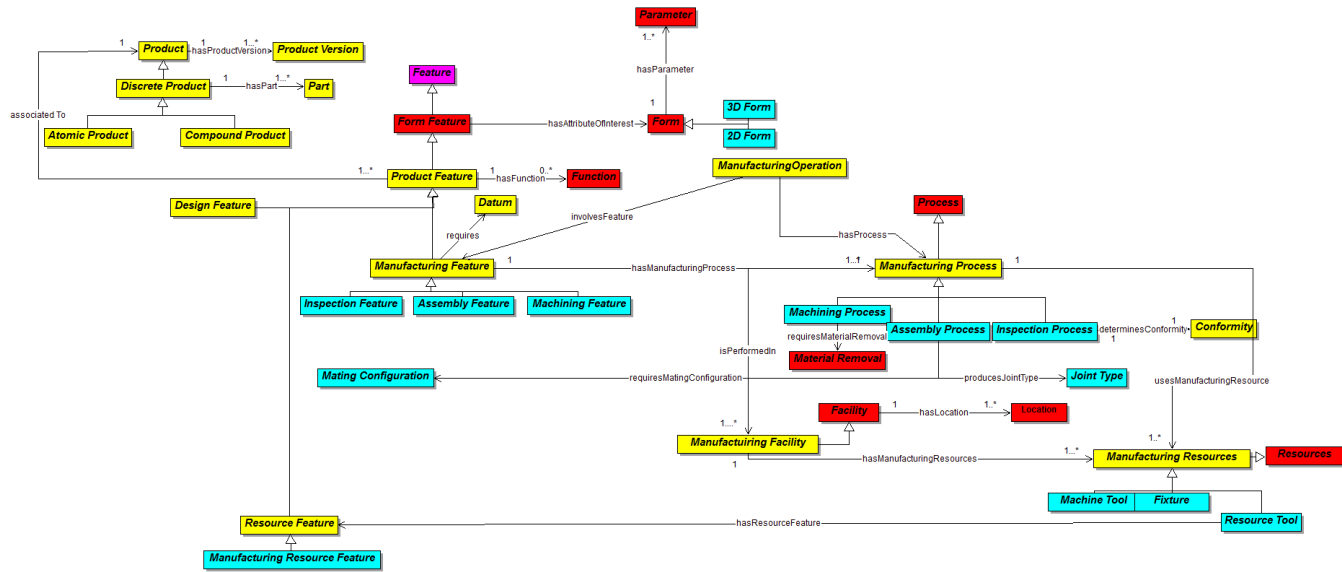 Parameter
1 Product 1 hasProductVersion 1...* Product Version
1..*
hasParameter
Discrete Product 1 hasPart 1...* Part
Feature
1
3D Form
associated To
Form Feature hasAttributeOfInterest Form
Atomic Product Compound Product
2D Form
ManufacturingOperation
1...* Product Feature 1 hasFunction 0..* Function
Design Feature Datum Process
involvesFeature
requires
hasProcess
Manufacturing Feature 1 hasManufacturingProcess 1...1 Manufacturing Process 1
Inspection Feature Assembly Feature Machining Feature
Machining Process
Assembly Process Inspection Process determinesConformity 1 Conformity
requiresMaterialRemoval 1
isPerformedIn
Material Removal
Mating Configuration requiresMatingConfiguration producesJointType Joint Type usesManufacturingResource
Facility 1 hasLocation 1..* Location
1....*
Manufactuiring Facility 1..*
1 hasManufacturingResources 1...* Manufacturing Resources Resources
Machine Tool Fixture
Resource Feature hasResourceFeature Resource Tool
Manufacturing Resource Feature